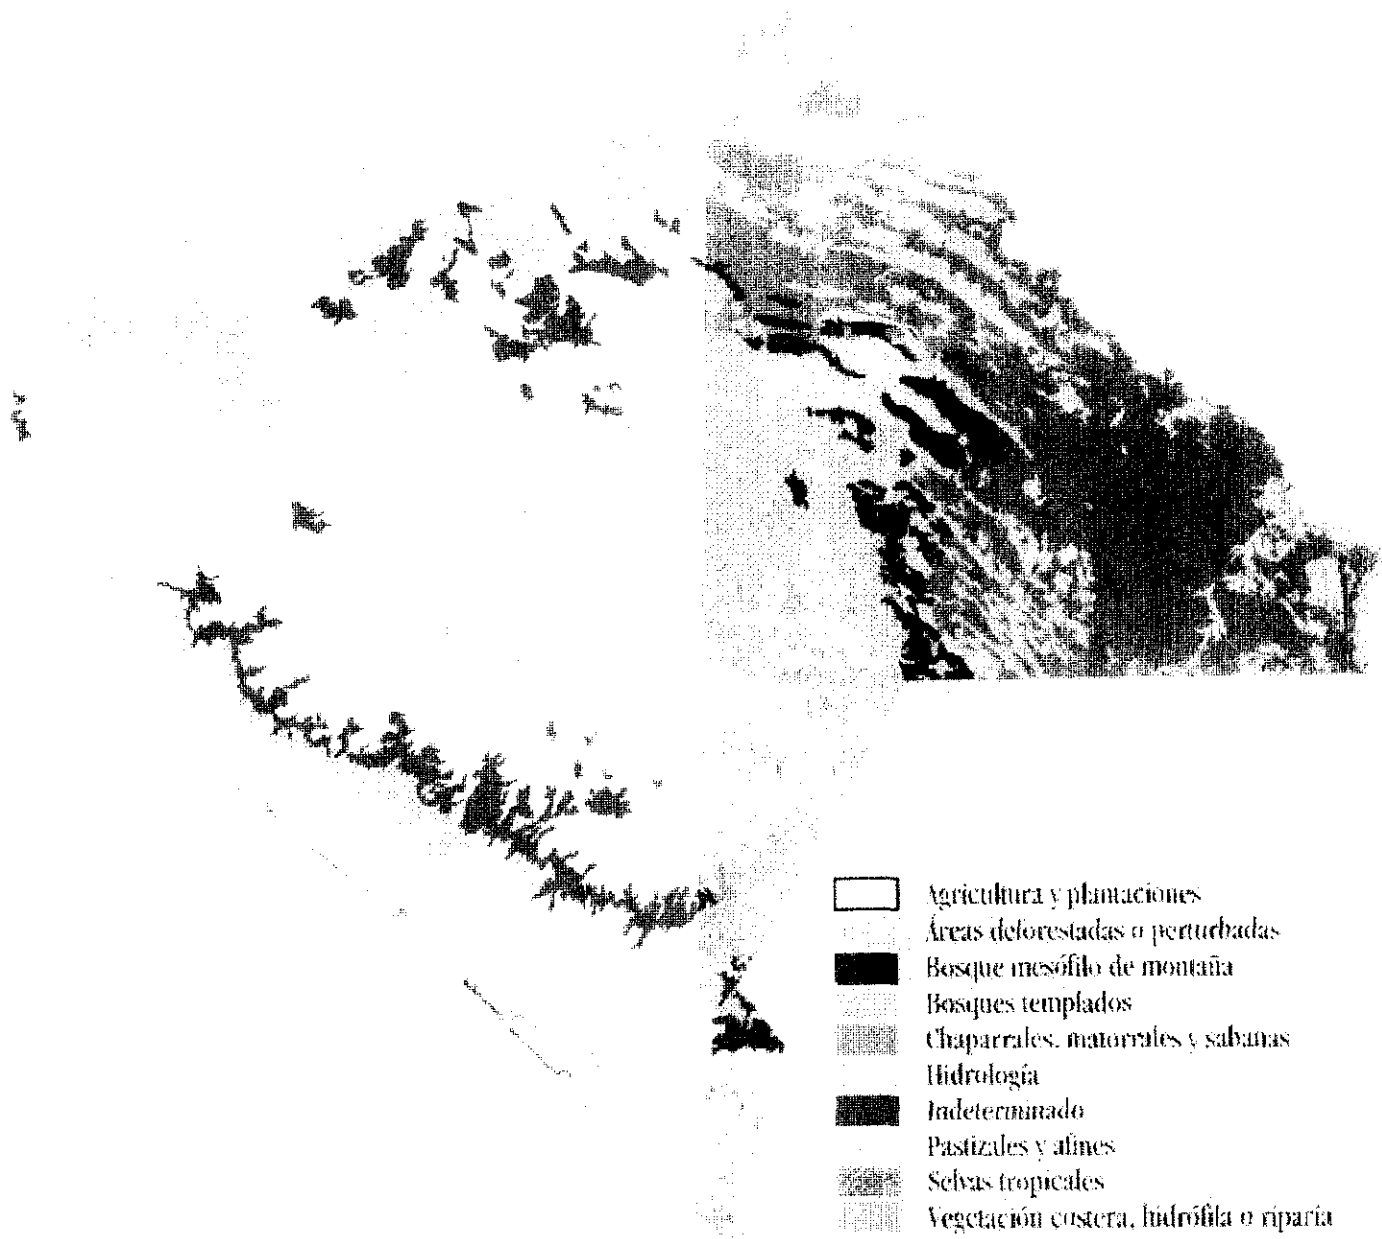 Agricultura y plantaciones
Áreas deforestadas o perturbadas
Bosque mesófilo de montaña
Bosques templados
Chaparrales, matorrales y sabanas
Hidrología
Indeterminado
Pastizales y afines
Selvas tropicales
Vegetación costera, hidrófila o riparia